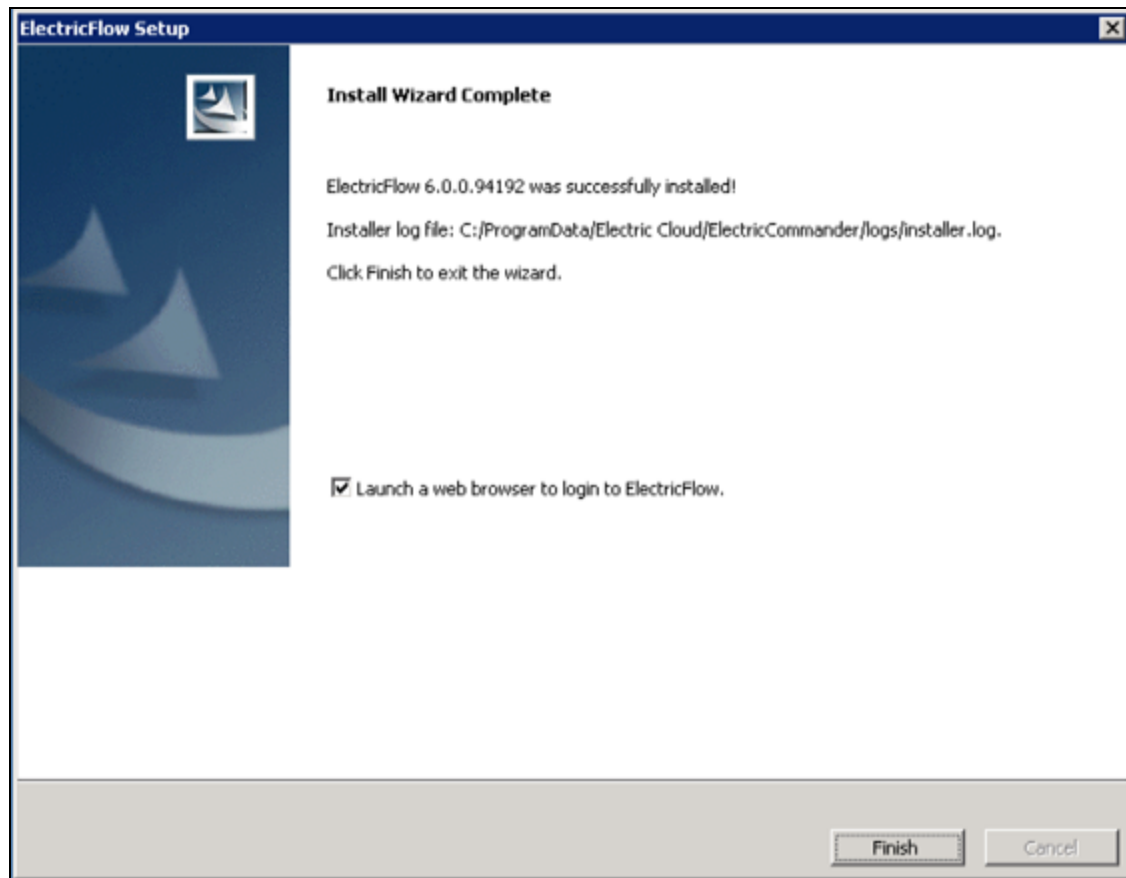 ElectricFlow Setup
Install Wizard Complete
ElectricFlow 6.0.0.94192 was successfully installed!
Installer log file: C:/ProgramData/Electric Cloud/ElectricCommander/logs/installer.log.
Click Finish to exit the wizard.
Launch a web browser to login to ElectricFlow.
Finish
Cancel